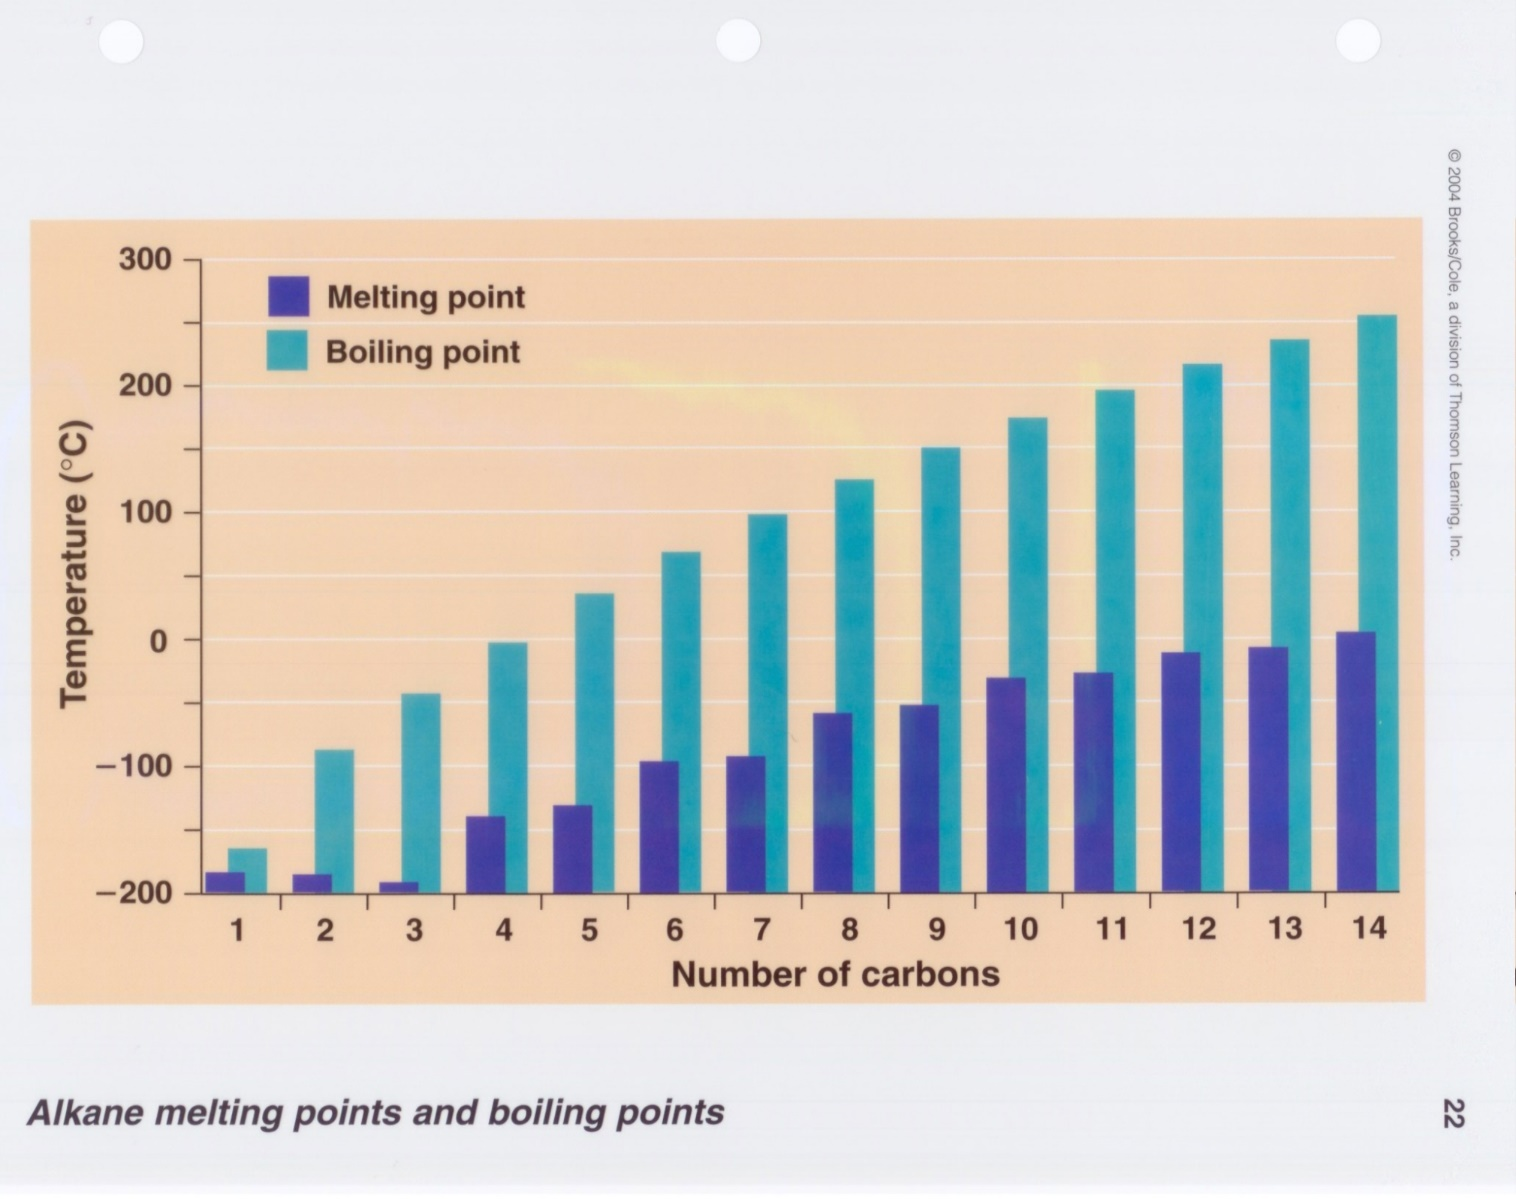 300
200
100
0
−100
−200
Temperature (°C)
Melting point
Boiling point
1 2 3 4 5 6 7 8 9 10 11 12 13 14
Number of carbons
© 2004 Brooks/Cole, a division of Thomson Learning, Inc.
Alkane melting points and boiling points
22